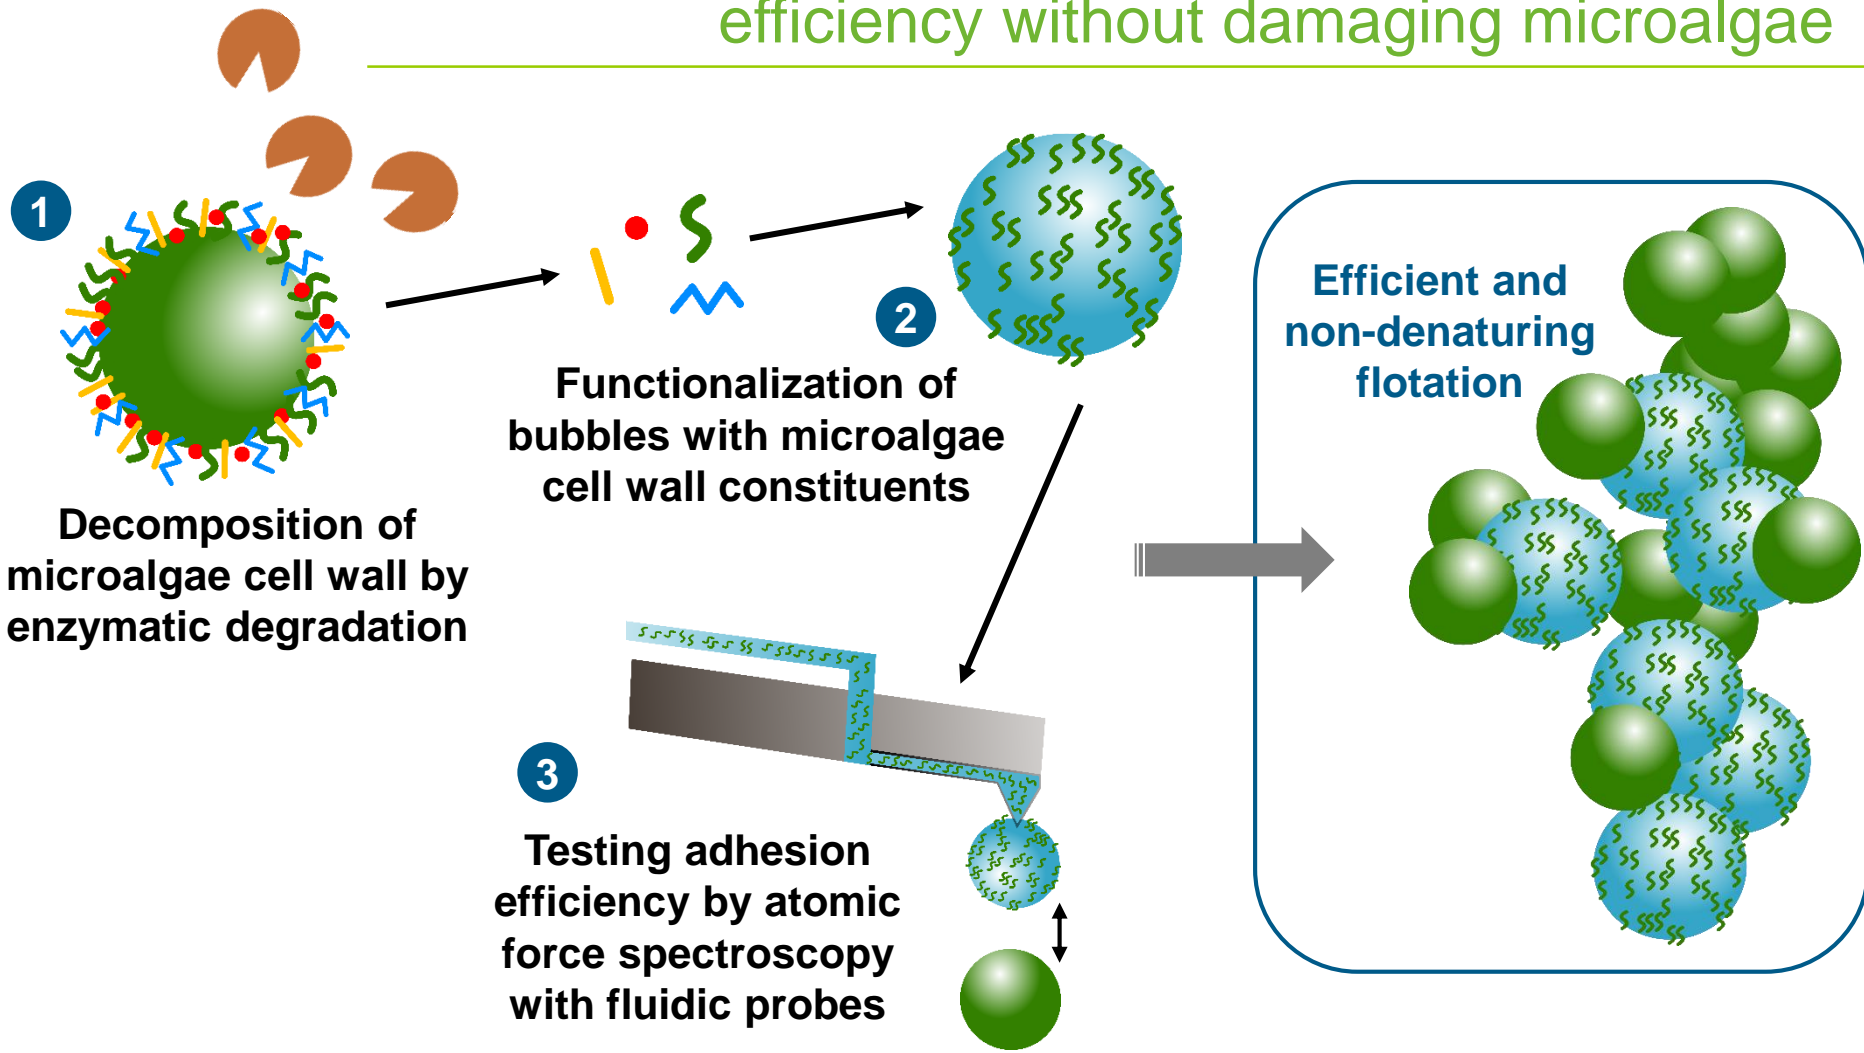 efficiency without damaging microalgae
1
Decomposition of
microalgae cell wall by
enzymatic degradation
2
Functionalization of
bubbles with microalgae
cell wall constituents
3
Testing adhesion
efficiency by atomic
force spectroscopy
with fluidic probes
Efficient and
non-denaturing
flotation